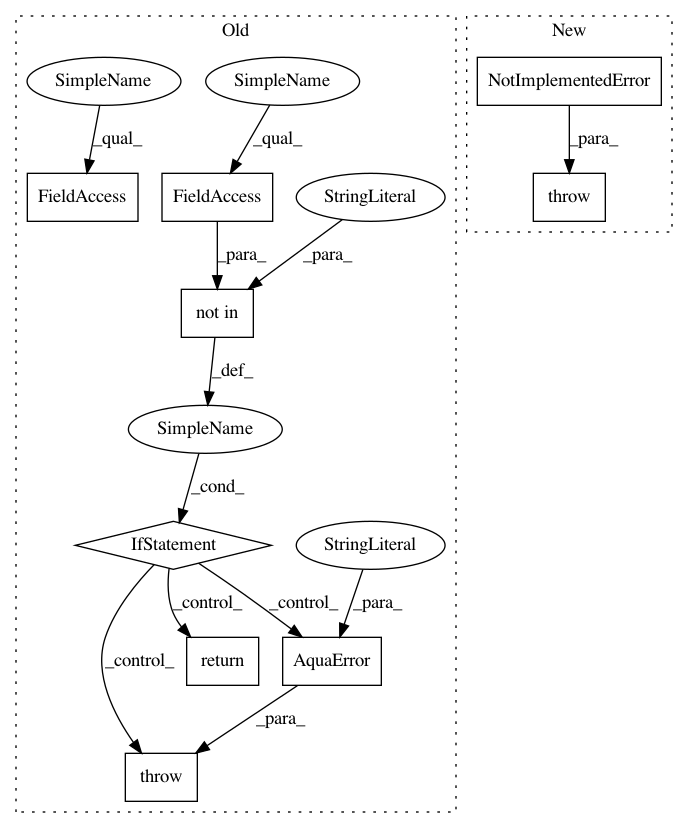 Old
New
SimpleName
SimpleName
NotImplementedError
_qual_
_qual_
_para_
FieldAccess
FieldAccess
StringLiteral
throw
_para_
_para_
not in
_def_
SimpleName
_cond_
IfStatement
StringLiteral
_control_
_control_
_para_
_control_
return
AquaError
_para_
throw